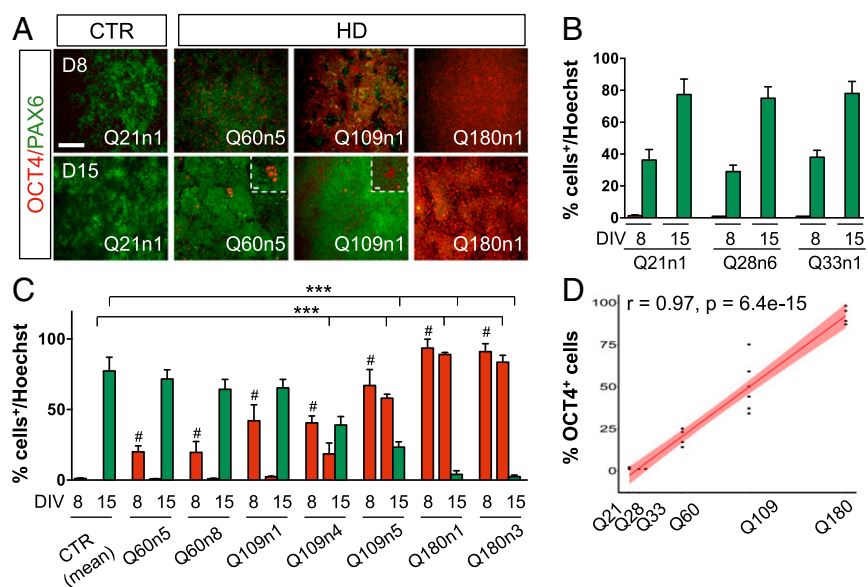 A
CTR
HD
OCT4/PAX6
D8
Q21n1
Q60n5
Q109n1
Q180n1
D15
Q21n1
Q60n5
Q109n1
Q180n1
B
% cells⁺/Hoechst
100
80
60
40
20
0
DIV 8 15 8 15 8 15
Q21n1 Q28n6 Q33n1
C
% cells⁺/Hoechst
***
***
# # # # # # #
100
50
0
DIV 8 15 8 15 8 15 8 15 8 15 8 15 8 15 8 15
CTR (mean)
Q60n5
Q60n8
Q109n1
Q109n4
Q109n5
Q180n1
Q180n3
D
r = 0.97, p = 6.4e-15
% OCT4⁺ cells
100
75
50
25
0
Q21
Q28
Q33
Q60
Q109
Q180